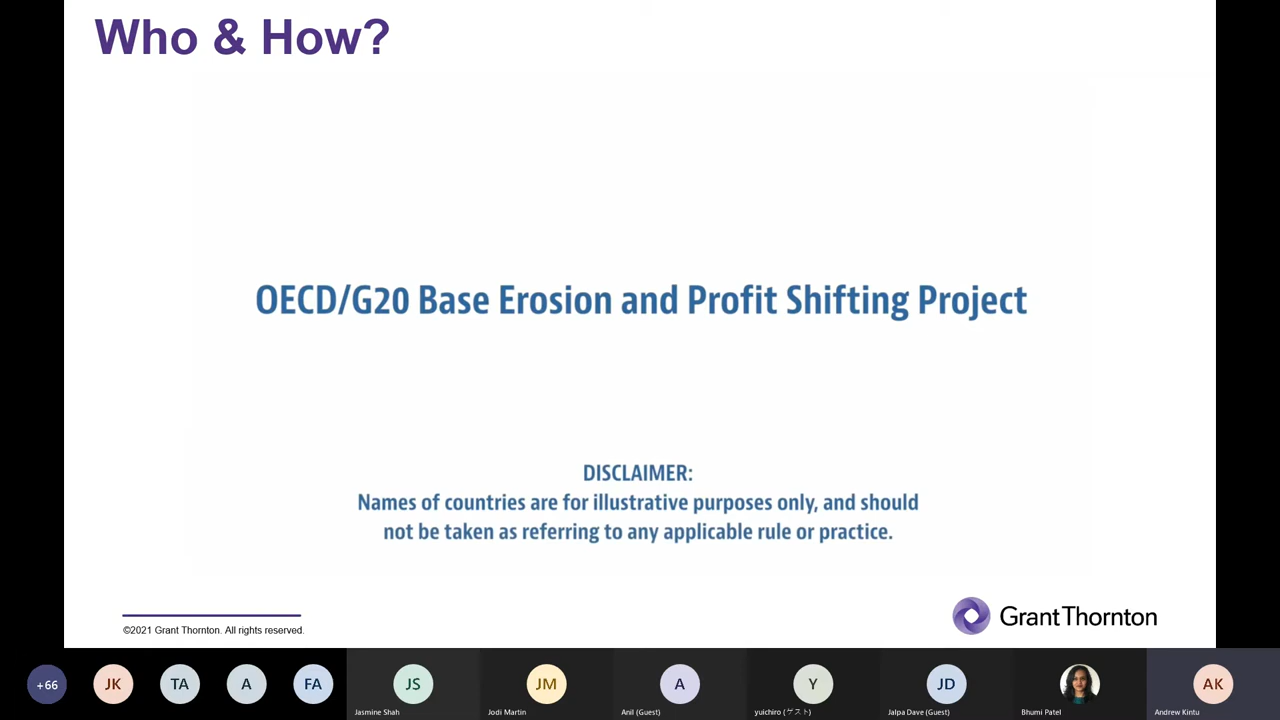 Who & How?
OECD/G20 Base Erosion and Profit Shifting Project
DISCLAIMER:
Names of countries are for illustrative purposes only, and should
not be taken as referring to any applicable rule or practice.
©2021 Grant Thornton. All rights reserved.
GrantThornton
+66
JK
TA
A
FA
JS
JM
A
Y
JD
AK
Jasmine Shah
Jodi Martin
Anil (Guest)
yuichiro (ゲスト)
Jalpa Dave (Guest)
Bhumi Patel
Andrew Kintu